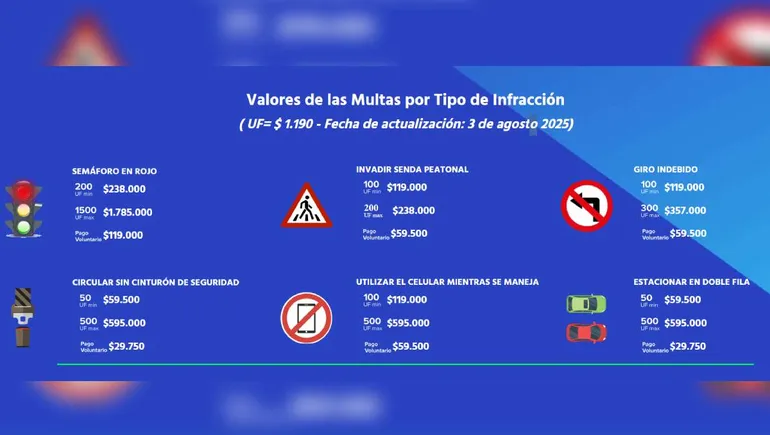 Valores de las Multas por Tipo de Infracción
( UF= $ 1.190 - Fecha de actualización: 3 de agosto 2025)
SEMÁFORO EN ROJO
200 UF min $238.000
1500 UF max $1.785.000
Pago Voluntario $119.000
INVADIR SENDA PEATONAL
100 UF min $119.000
200 UF max $238.000
Pago Voluntario $59.500
GIRO INDEBIDO
100 UF min $119.000
300 UF max $357.000
Pago Voluntario $59.500
CIRCULAR SIN CINTURÓN DE SEGURIDAD
50 UF min $59.500
500 UF max $595.000
Pago Voluntario $29.750
UTILIZAR EL CELULAR MIENTRAS SE MANEJA
100 UF min $119.000
500 UF max $595.000
Pago Voluntario $59.500
ESTACIONAR EN DOBLE FILA
50 UF min $59.500
500 UF max $595.000
Pago Voluntario $29.750